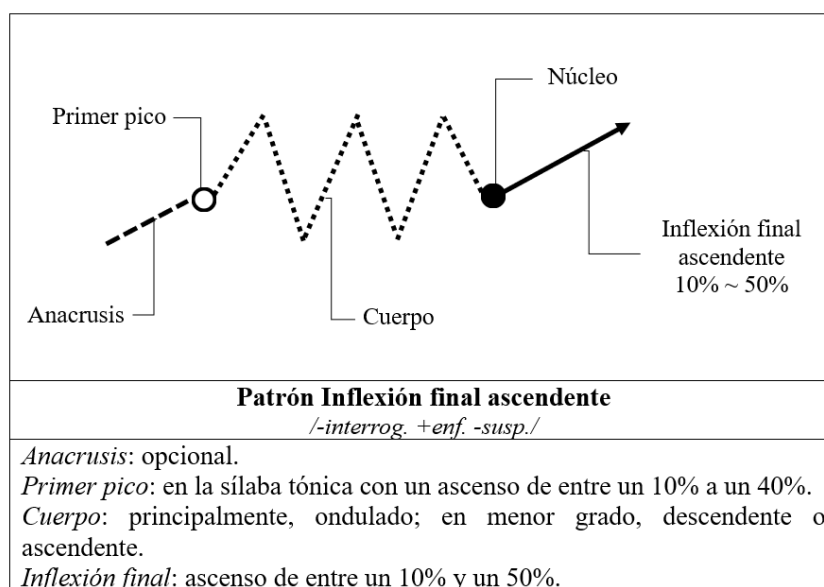 Núcleo
Primer pico
Inflexión final
ascendente
10% ~ 50%
Anacrusis
Cuerpo
Patrón Inflexión final ascendente
/-interrog. +enf. -susp./
Anacrusis: opcional.
Primer pico: en la sílaba tónica con un ascenso de entre un 10% a un 40%.
Cuerpo: principalmente, ondulado; en menor grado, descendente o
ascendente.
Inflexión final: ascenso de entre un 10% y un 50%.